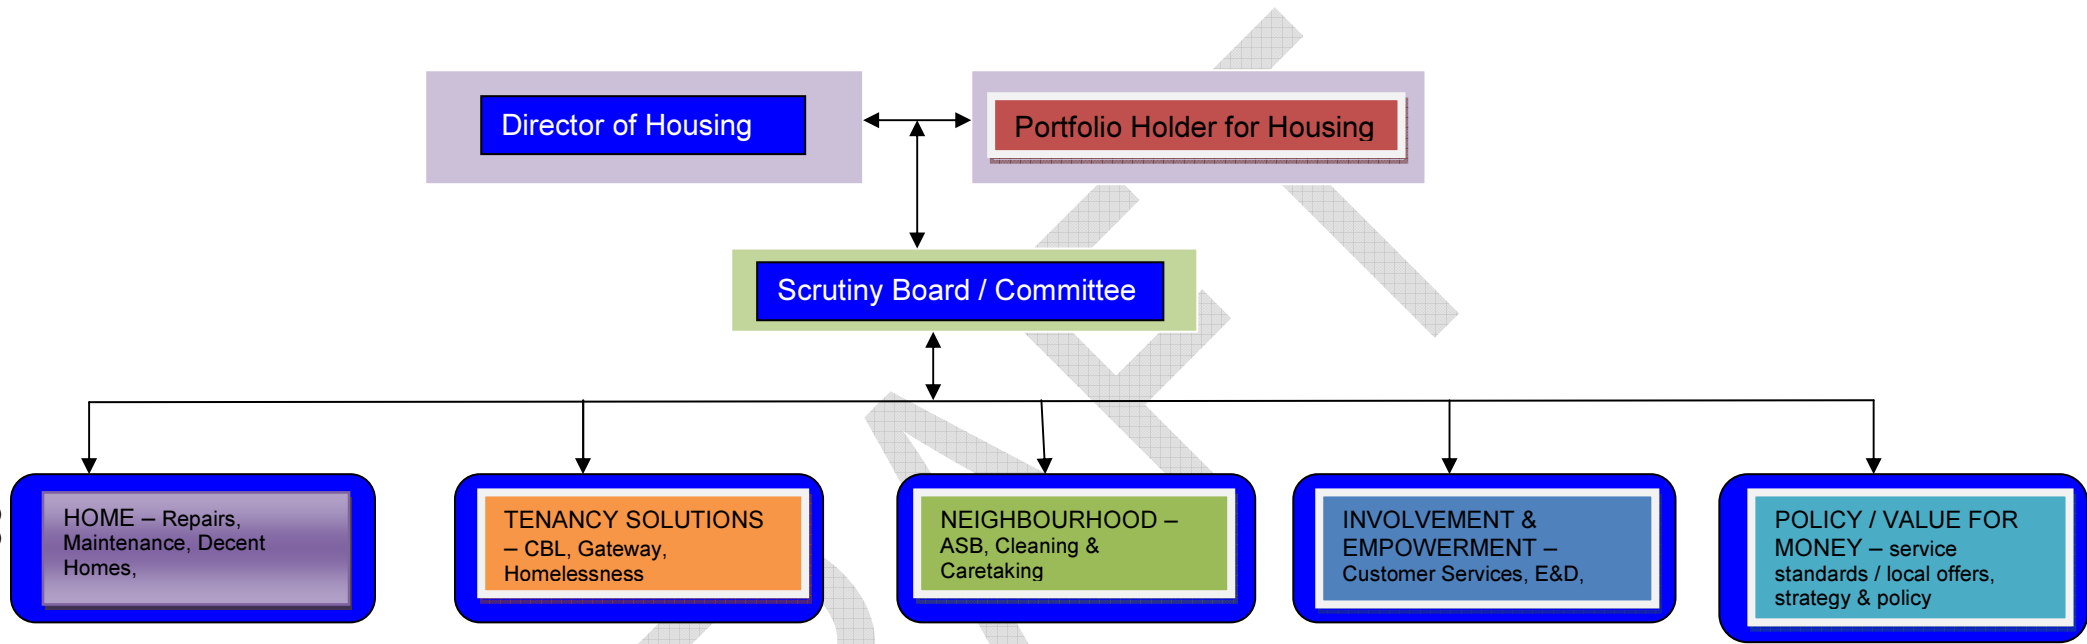 Director of Housing
Portfolio Holder for Housing
Scrutiny Board / Committee
HOME – Repairs,
Maintenance, Decent
Homes,
TENANCY SOLUTIONS
– CBL, Gateway,
Homelessness
NEIGHBOURHOOD –
ASB, Cleaning &
Caretaking
INVOLVEMENT &
EMPOWERMENT –
Customer Services, E&D,
POLICY / VALUE FOR
MONEY – service
standards / local offers,
strategy & policy